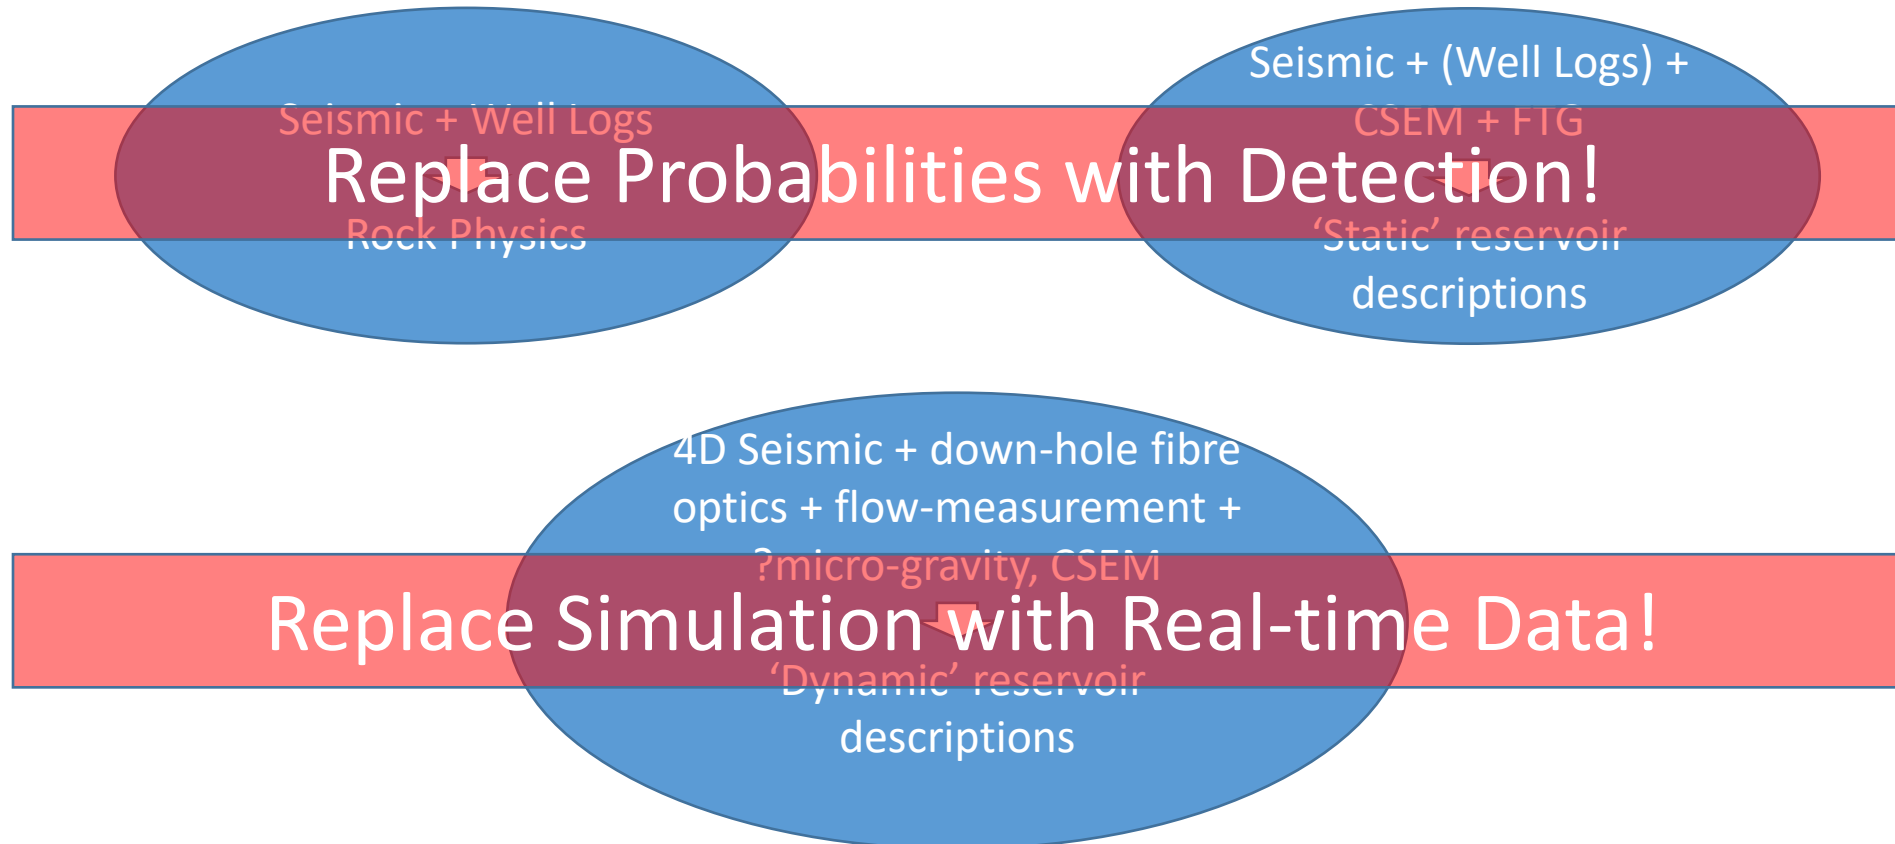 Seismic + Well Logs
Rock Physics
Seismic + (Well Logs) +
CSEM + FTG
‘Static’ reservoir
descriptions
Replace Probabilities with Detection!
4D Seismic + down-hole fibre
optics + flow-measurement +
?micro-gravity, CSEM
‘Dynamic’ reservoir
descriptions
Replace Simulation with Real-time Data!